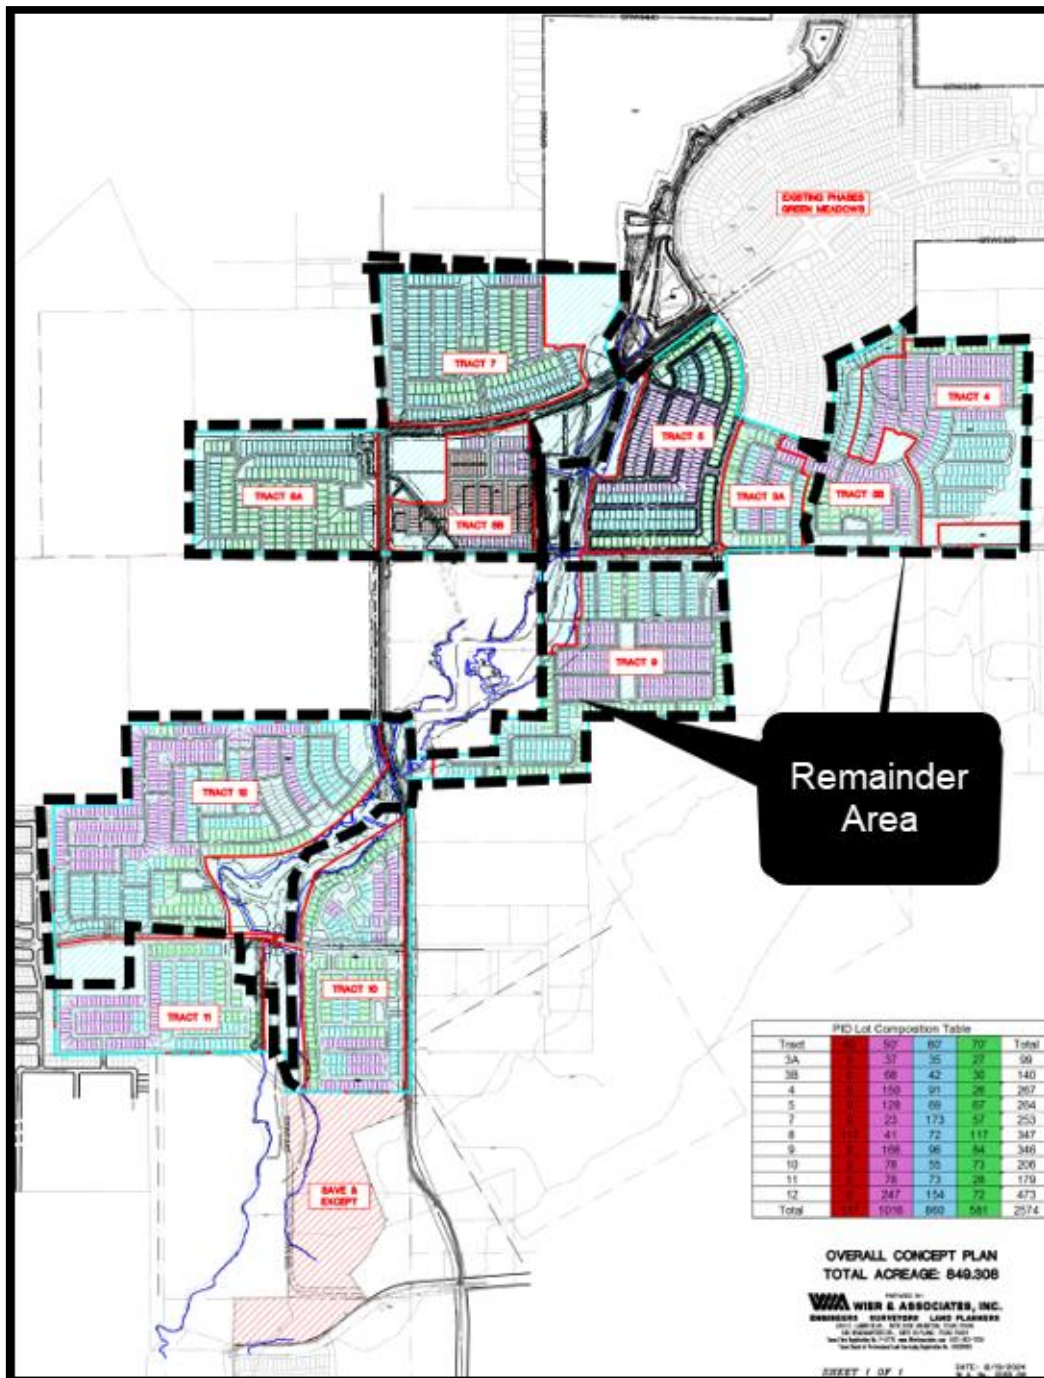 EXISTING PHASES
GREEN MEADOWS
TRACT 7
TRACT 4
TRACT 5
TRACT 8A
TRACT 3A
TRACT 3B
TRACT 8B
TRACT 9
Remainder
Area
TRACT 12
TRACT 10
TRACT 11
SAVE &
EXCEPT
PID Lot Composition Table
Tract 50' 60' 70' Total
3A 37 35 27 99
3B 68 42 30 140
4 150 91 26 267
5 128 69 67 264
7 23 173 57 253
8 117 41 72 117 347
9 166 96 84 346
10 78 55 73 206
11 78 73 28 179
12 247 154 72 473
Total 117 1016 860 581 2574
OVERALL CONCEPT PLAN
TOTAL ACREAGE: 849.308
PREPARED BY:
WIER & ASSOCIATES, INC.
ENGINEERS SURVEYORS LAND PLANNERS
SHEET 1 OF 1